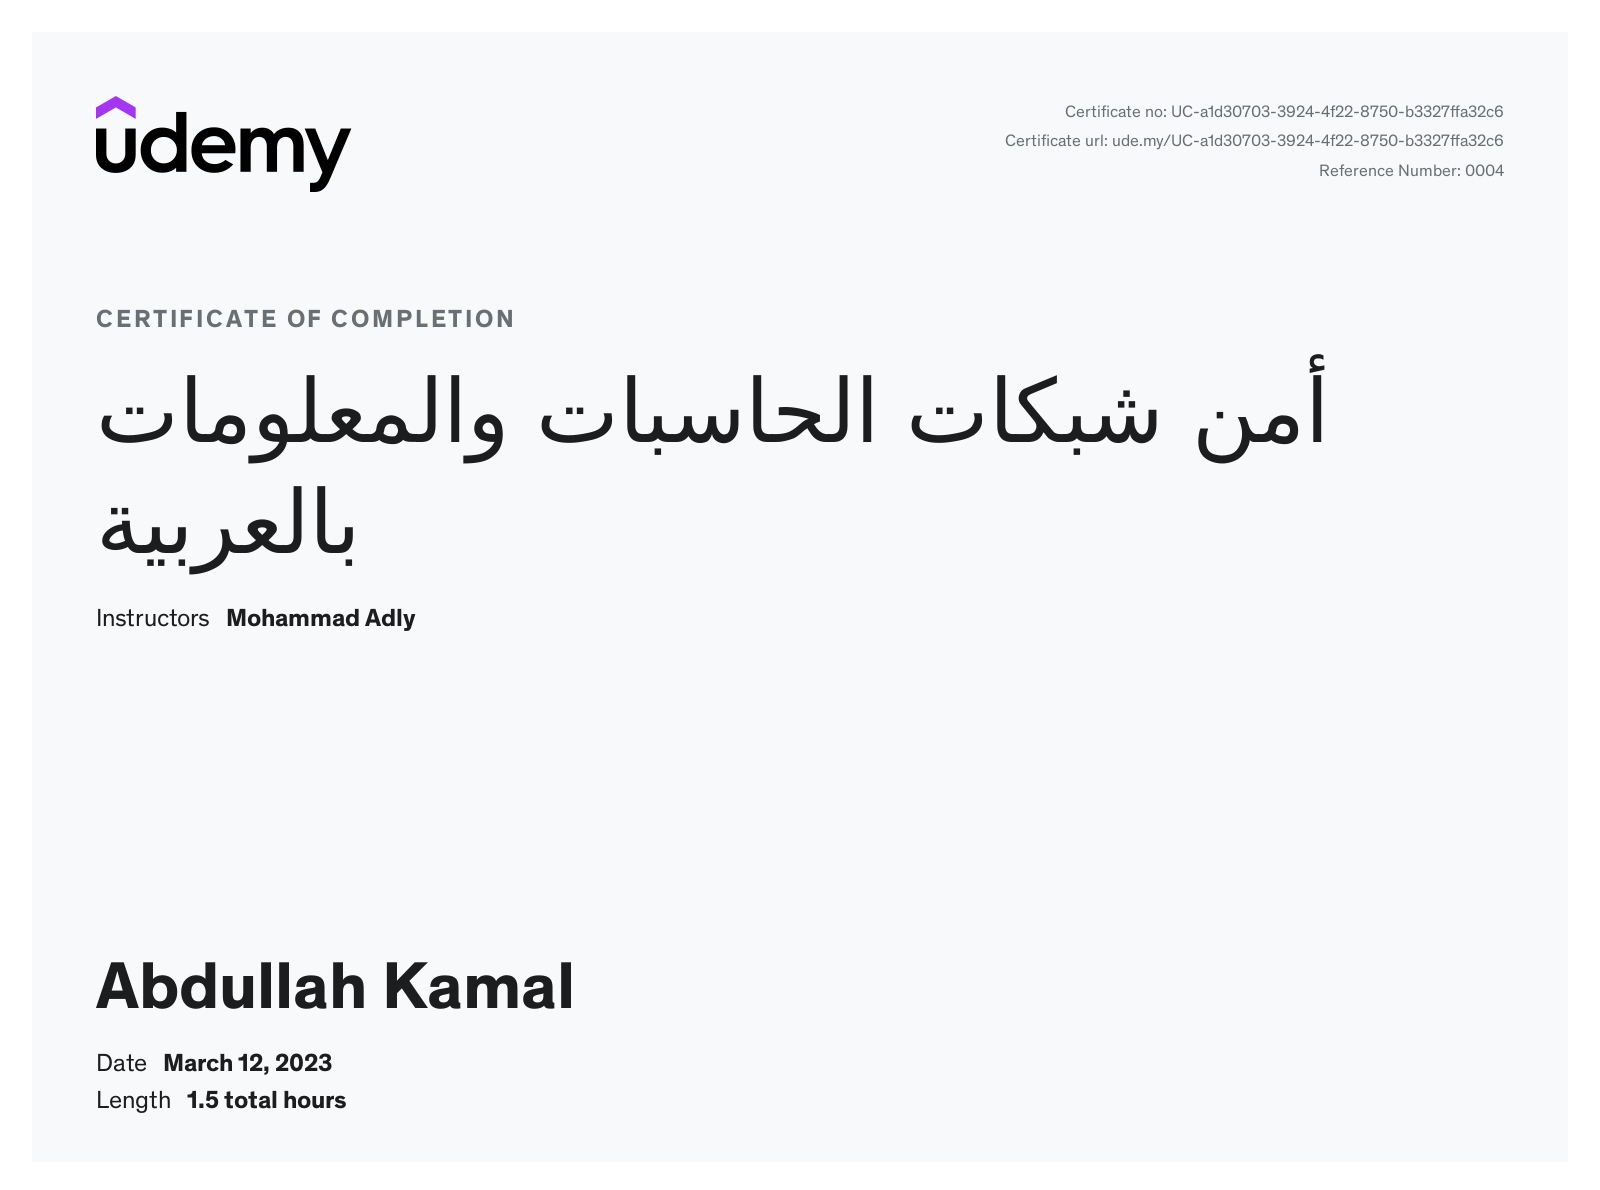 udemy
Certificate no: UC-a1d30703-3924-4f22-8750-b3327ffa32c6
Certificate url: ude.my/UC-a1d30703-3924-4f22-8750-b3327ffa32c6
Reference Number: 0004
CERTIFICATE OF COMPLETION
أمن شبكات الحاسبات والمعلومات
بالعربية
Instructors Mohammad Adly
Abdullah Kamal
Date March 12, 2023
Length 1.5 total hours